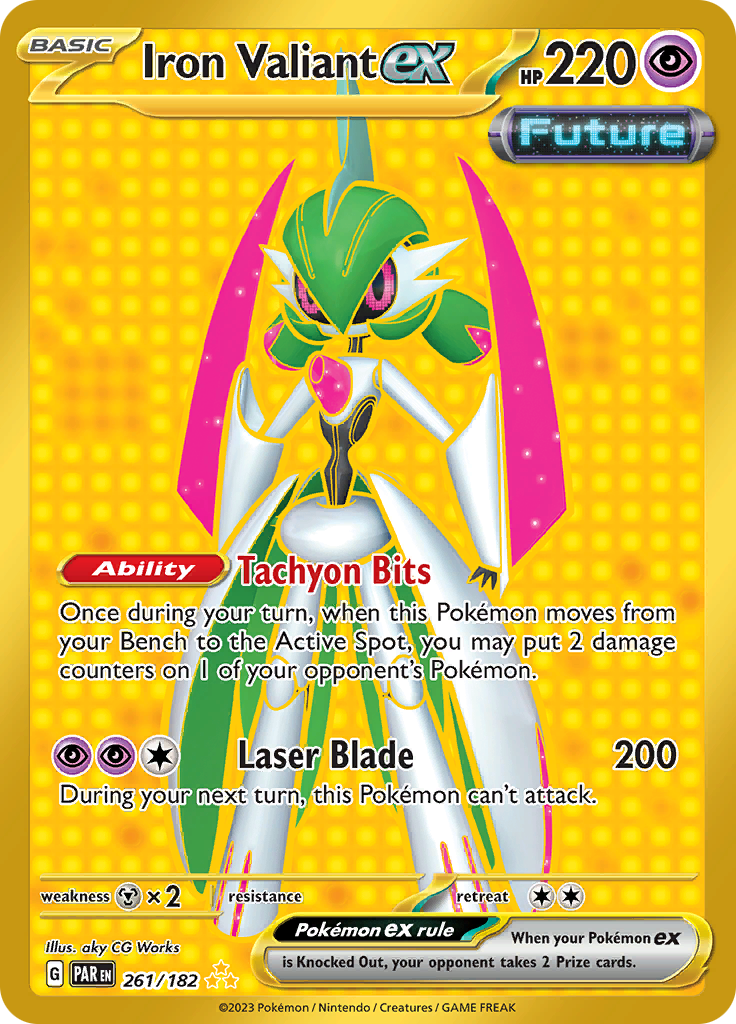 BASIC Iron Valiant ex HP 220
Future
Ability Tachyon Bits
Once during your turn, when this Pokémon moves from
your Bench to the Active Spot, you may put 2 damage
counters on 1 of your opponent's Pokémon.
Laser Blade 200
During your next turn, this Pokémon can't attack.
weakness ×2 resistance retreat
Illus. aky CG Works
Pokémon ex rule When your Pokémon ex
is Knocked Out, your opponent takes 2 Prize cards.
G PAR EN 261/182
©2023 Pokémon / Nintendo / Creatures / GAME FREAK